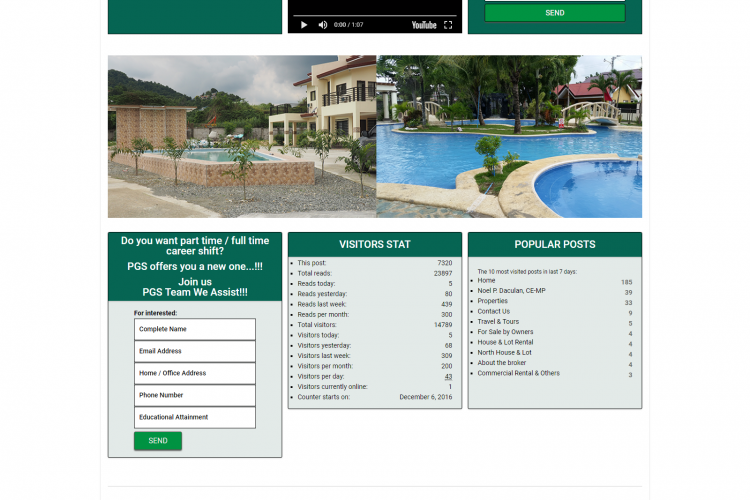 0:00 / 1:07
YouTube
SEND
Do you want part time / full time
career shift?
PGS offers you a new one...!!!
Join us
PGS Team We Assist!!!
For interested:
Complete Name
Email Address
Home / Office Address
Phone Number
Educational Attainment
SEND
VISITORS STAT
This post: 7320
Total reads: 23897
Reads today: 5
Reads yesterday: 80
Reads last week: 439
Reads per month: 300
Total visitors: 14789
Visitors today: 5
Visitors yesterday: 68
Visitors last week: 309
Visitors per month: 200
Visitors per day: 43
Visitors currently online: 1
Counter starts on: December 6, 2016
POPULAR POSTS
The 10 most visited posts in last 7 days:
Home 185
Noel P. Daculan, CE-MP 39
Properties 33
Contact Us 9
Travel & Tours 5
For Sale by Owners 4
House & Lot Rental 4
North House & Lot 4
About the broker 4
Commercial Rental & Others 3